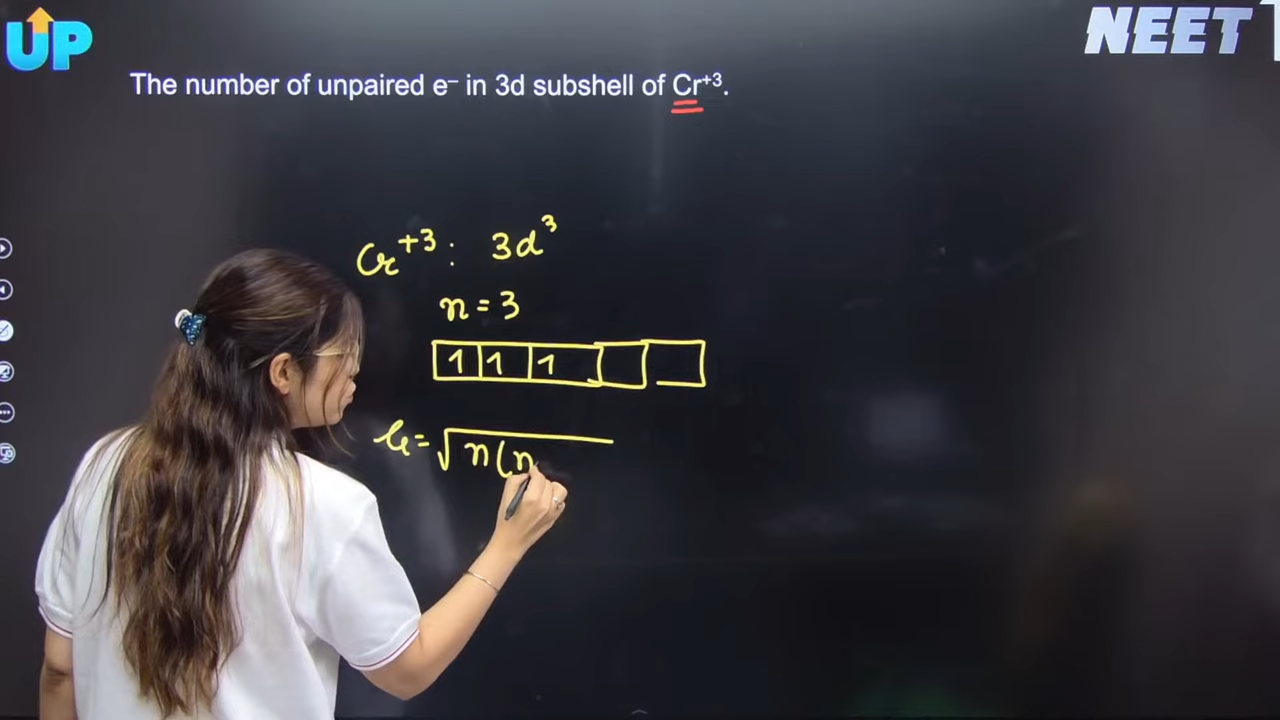 UP
NEET
The number of unpaired e⁻ in 3d subshell of Cr⁺³.
Cr⁺³ : 3d³
n = 3
1 1 1
μ = √n(n